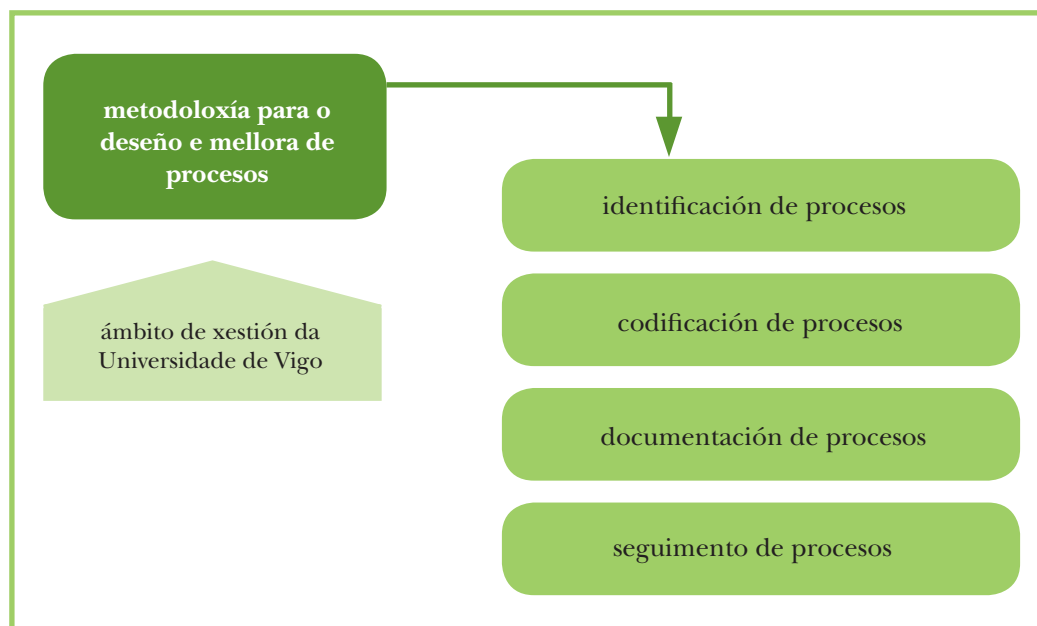 metodoloxía para o
deseño e mellora de
procesos
ámbito de xestión da
Universidade de Vigo
identificación de procesos
codificación de procesos
documentación de procesos
seguimento de procesos